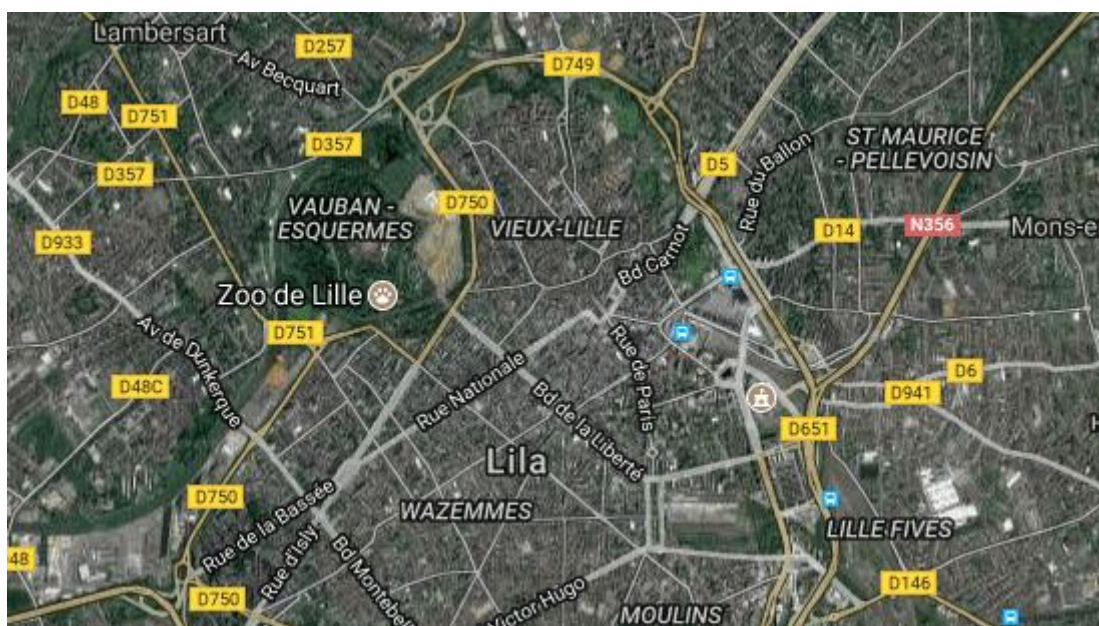 Lambersart
D257
Av Becquart
D749
D48
D751
D357
D357
ST MAURICE
- PELLEVOISIN
D5
Rue du Ballon
VAUBAN -
ESQUERMES
D750
VIEUX-LILLE
D14
N356
Mons-e
D933
Bd Carnot
Zoo de Lille
D751
Av de Dunkerque
Rue Nationale
Rue de Paris
D48C
Bd de la Liberté
D6
D941
D651
Lila
D750
Rue de la Bassée
WAZEMMES
LILLE FIVES
48
Rue d'Isly
Bd Montebel
D146
D750
Victor Hugo
MOULINS